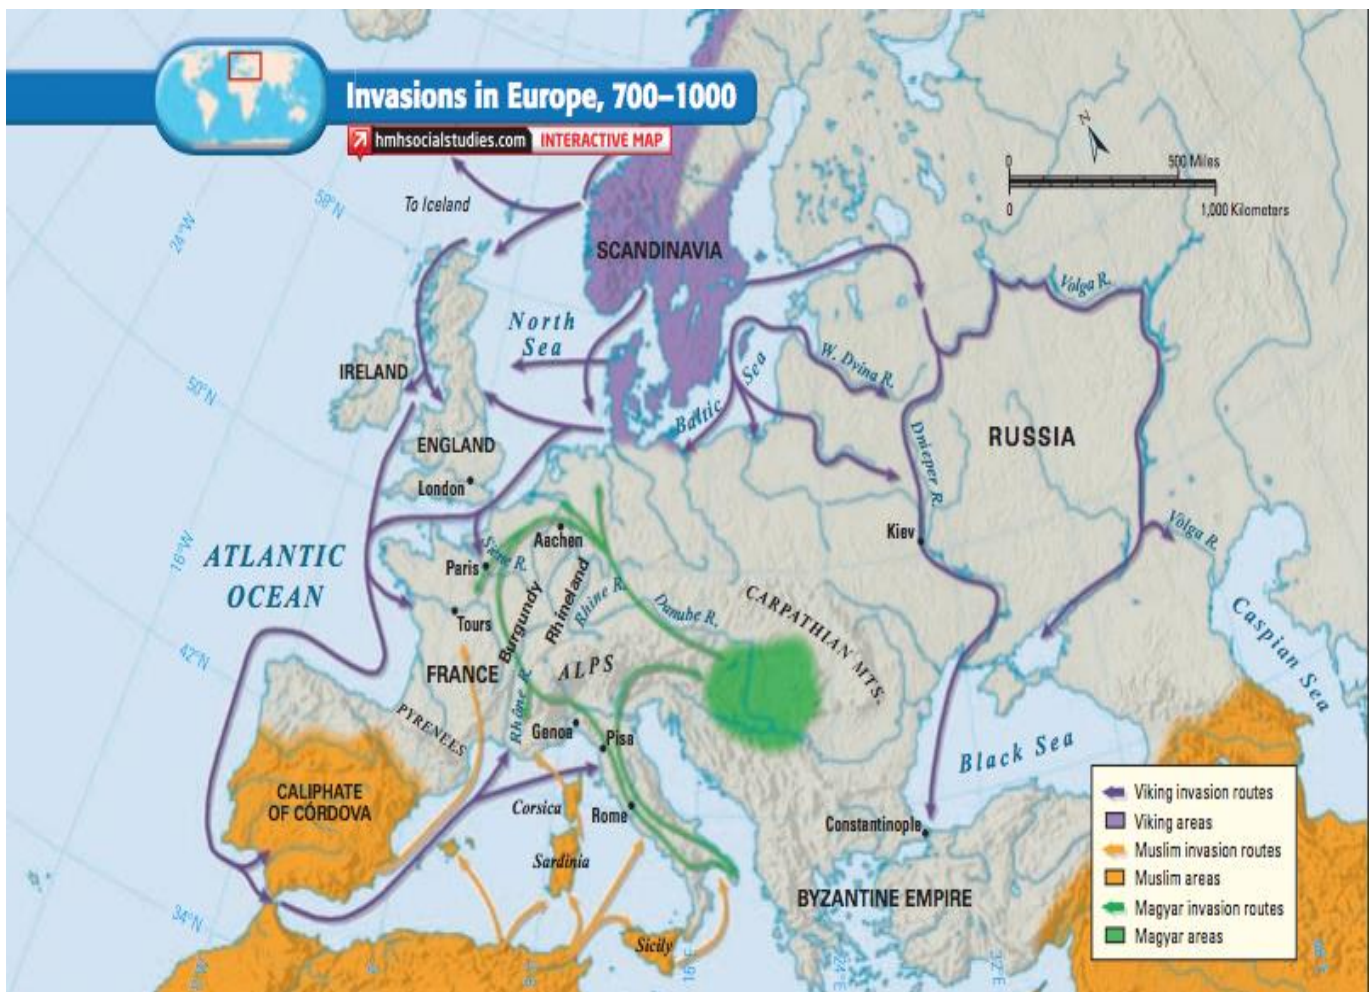 Invasions in Europe, 700–1000
hmhsocialstudies.com INTERACTIVE MAP
N
0 500 Miles
0 1,000 Kilometers
To Iceland
58°N
24°W
SCANDINAVIA
Volga R.
North
Sea
IRELAND
W. Dvina R.
Baltic
Sea
50°N
ENGLAND
Dnieper R.
RUSSIA
London
Kiev
Volga R.
16°W
ATLANTIC
OCEAN
Aachen
Seine R.
Paris
Rhineland
Rhine R.
Burgundy
Danube R.
CARPATHIAN MTS.
Tours
Caspian Sea
42°N
FRANCE
ALPS
Rhône R.
PYRENEES
Genoa
Pisa
Black Sea
CALIPHATE
OF CÓRDOVA
Corsica
Rome
Constantinople
Sardinia
BYZANTINE EMPIRE
34°N
Sicily
16°E
24°E
32°E
Viking invasion routes
Viking areas
Muslim invasion routes
Muslim areas
Magyar invasion routes
Magyar areas